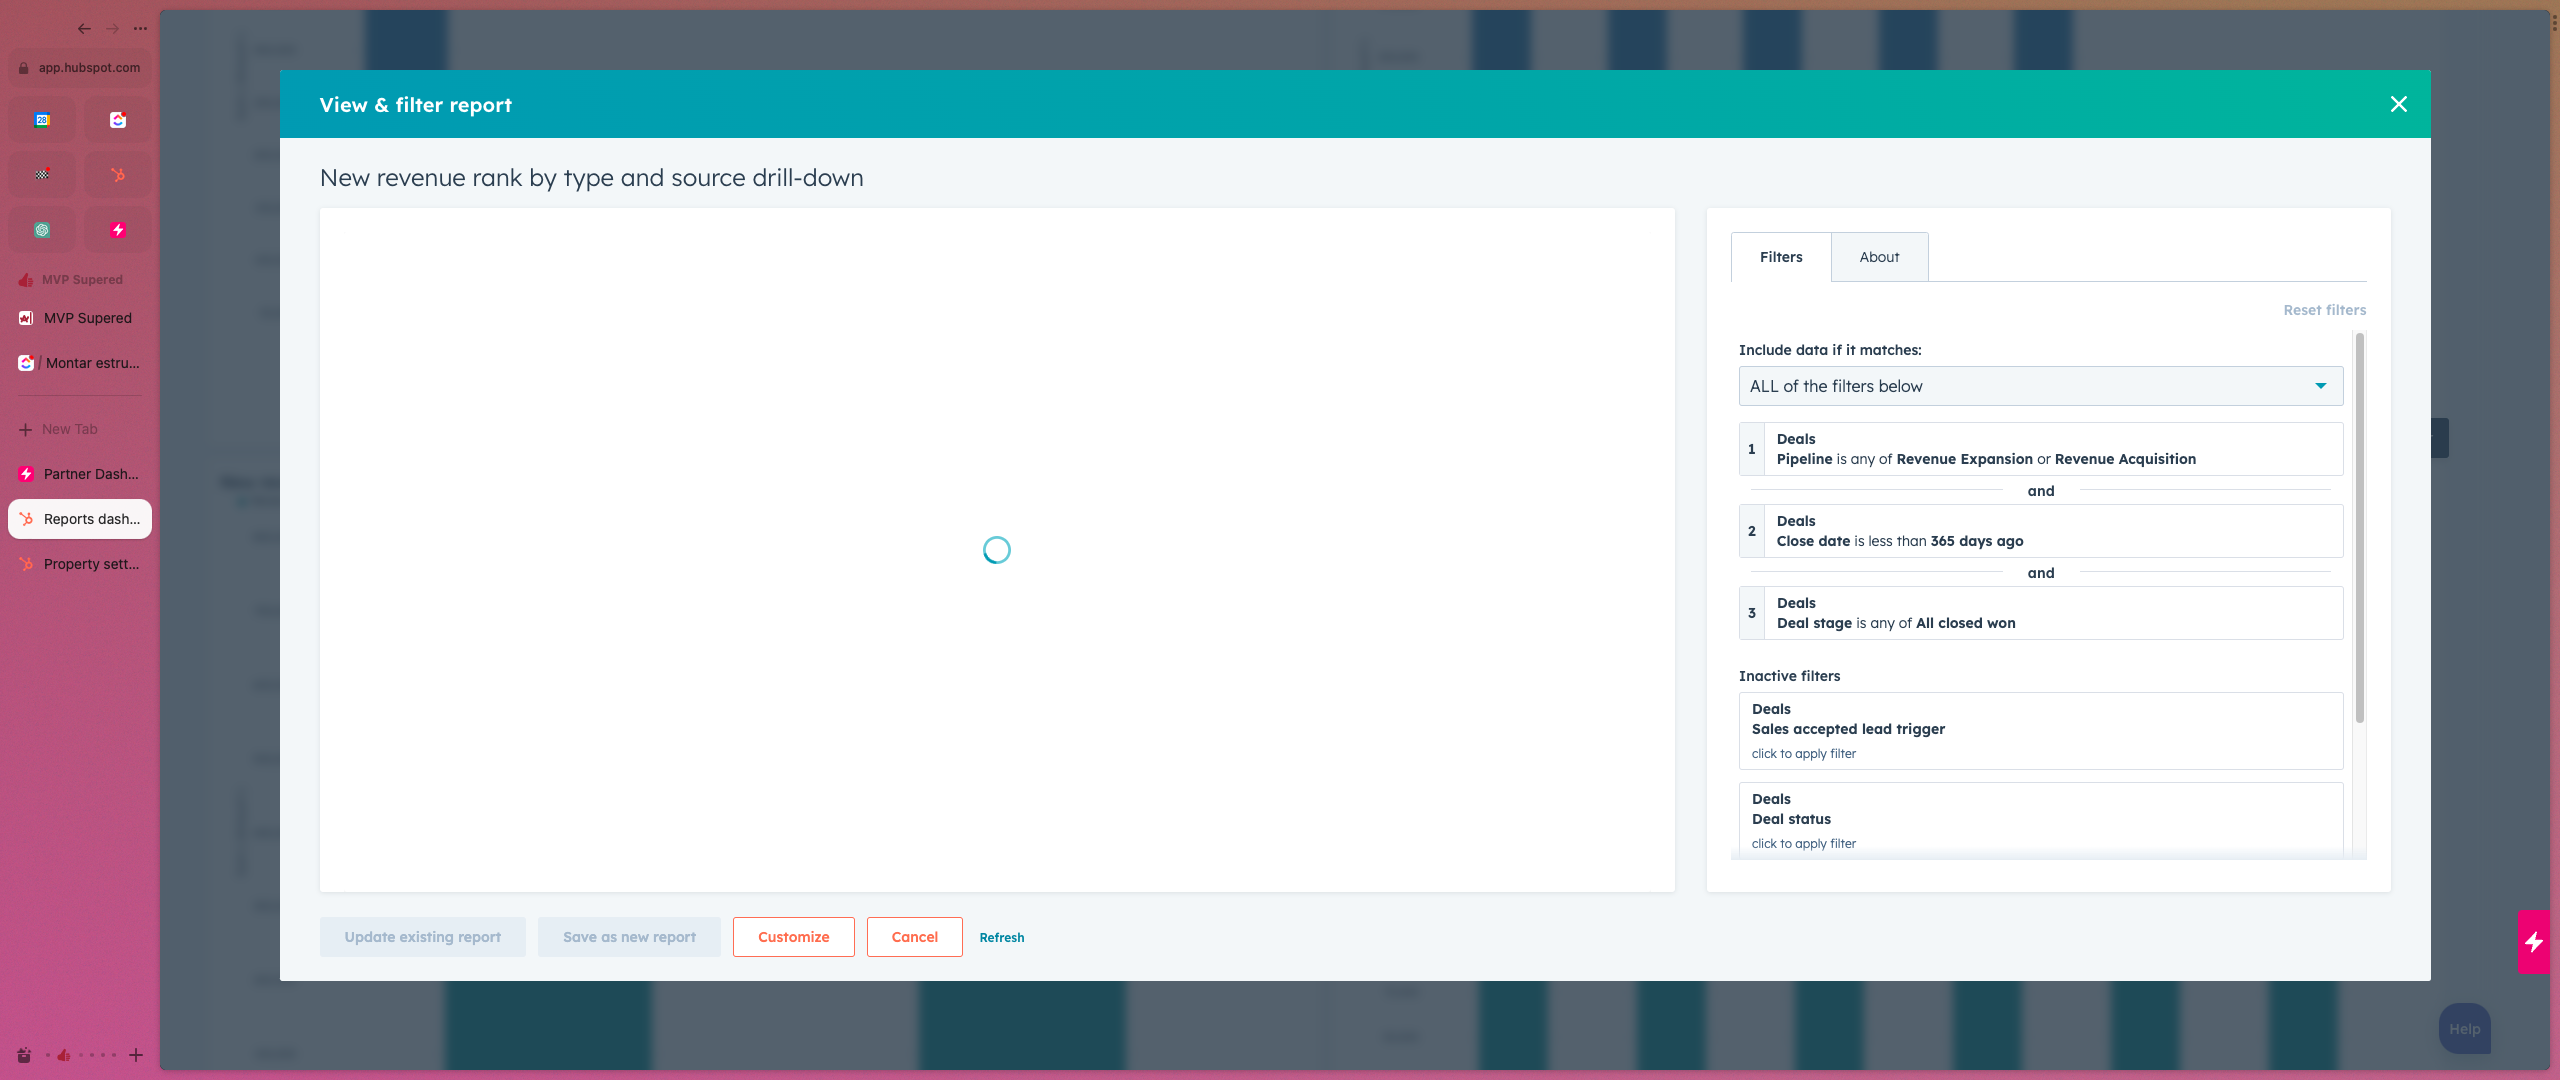 app.hubspot.com
28
MVP Supered
MVP Supered
/ Montar estru...
New Tab
Partner Dash...
Reports dash...
Property sett...
View & filter report
New revenue rank by type and source drill-down
Filters
About
Reset filters
Include data if it matches:
ALL of the filters below
1
Deals
Pipeline is any of Revenue Expansion or Revenue Acquisition
and
2
Deals
Close date is less than 365 days ago
and
3
Deals
Deal stage is any of All closed won
Inactive filters
Deals
Sales accepted lead trigger
click to apply filter
Deals
Deal status
click to apply filter
Update existing report
Save as new report
Customize
Cancel
Refresh
Help